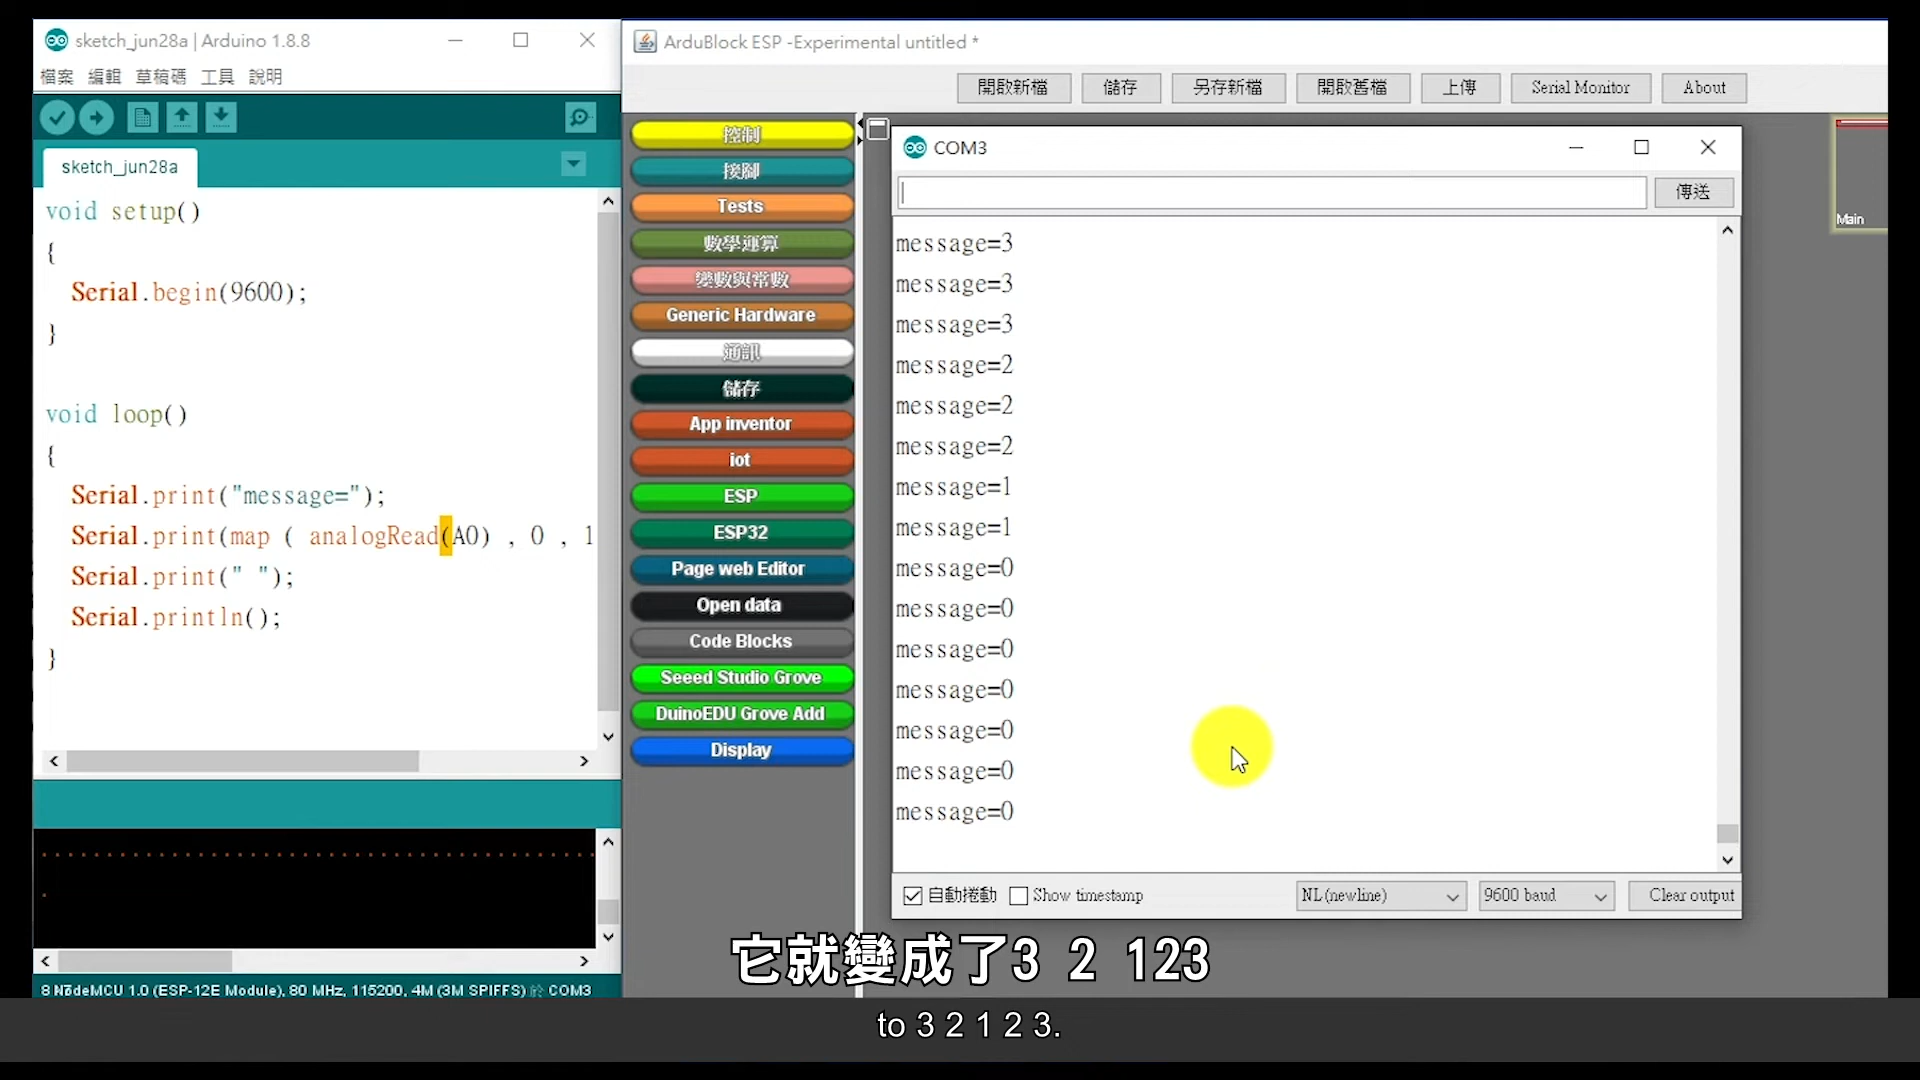 sketch_jun28a | Arduino 1.8.8
檔案 編輯 草稿碼 工具 說明
sketch_jun28a
void setup()
{
Serial.begin(9600);
}
void loop()
{
Serial.print("message=");
Serial.print(map ( analogRead(A0) , 0 , 1
Serial.print(" ");
Serial.println();
}
8 NodeMCU 1.0 (ESP-12E Module), 80 MHz, 115200, 4M (3M SPIFFS) 於 COM3
ArduBlock ESP -Experimental untitled *
開啟新檔 儲存 另存新檔 開啟舊檔 上傳 Serial Monitor About
控制
接腳
Tests
數學運算
變數與常數
Generic Hardware
通訊
儲存
App inventor
iot
ESP
ESP32
Page web Editor
Open data
Code Blocks
Seeed Studio Grove
DuinoEDU Grove Add
Display
COM3
傳送
message=3
message=3
message=3
message=2
message=2
message=2
message=1
message=1
message=0
message=0
message=0
message=0
message=0
message=0
message=0
自動捲動 Show timestamp NL(newline) 9600 baud Clear output
Main
它就變成了3 2 123
to 3 2 1 2 3.